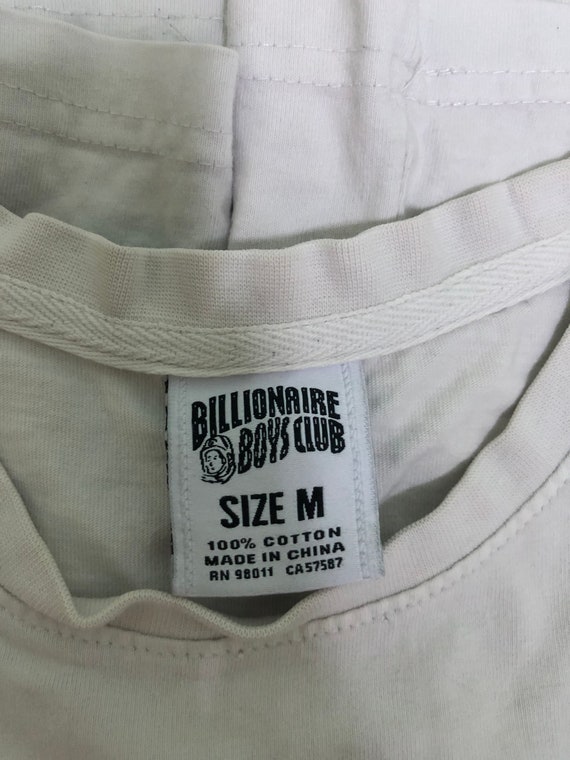 BILLIONAIRE
BOYS CLUB
SIZE M
100% COTTON
MADE IN CHINA
RN 98011 CA57587